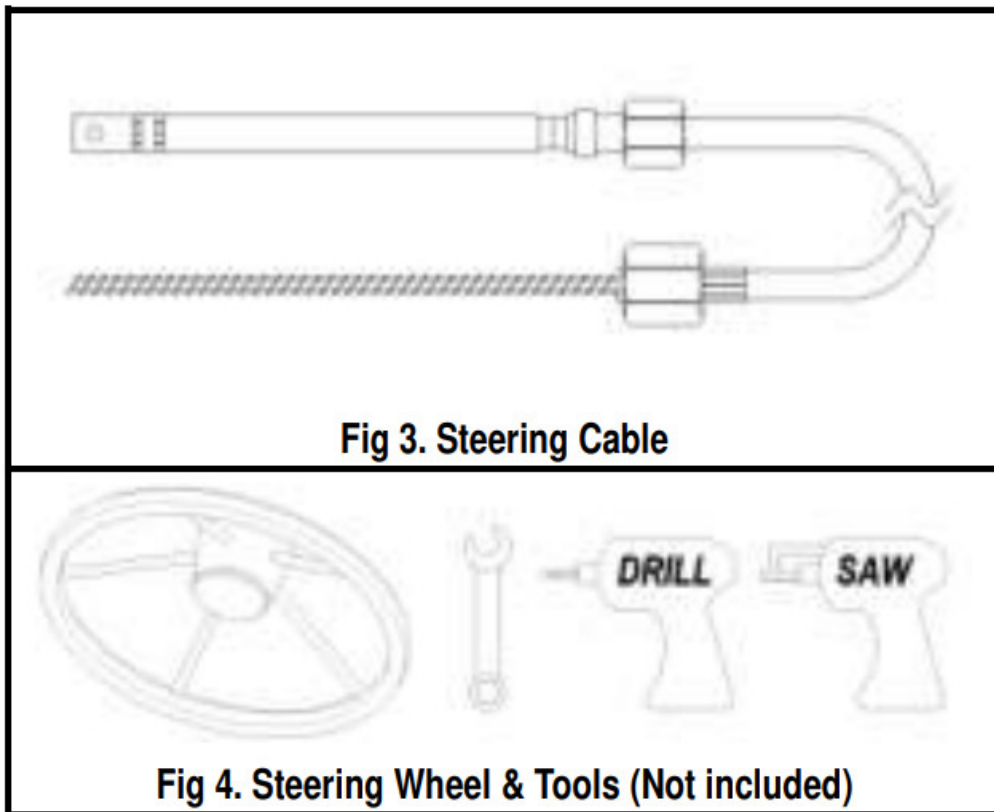 Fig 3. Steering Cable
DRILL
SAW
Fig 4. Steering Wheel & Tools (Not included)